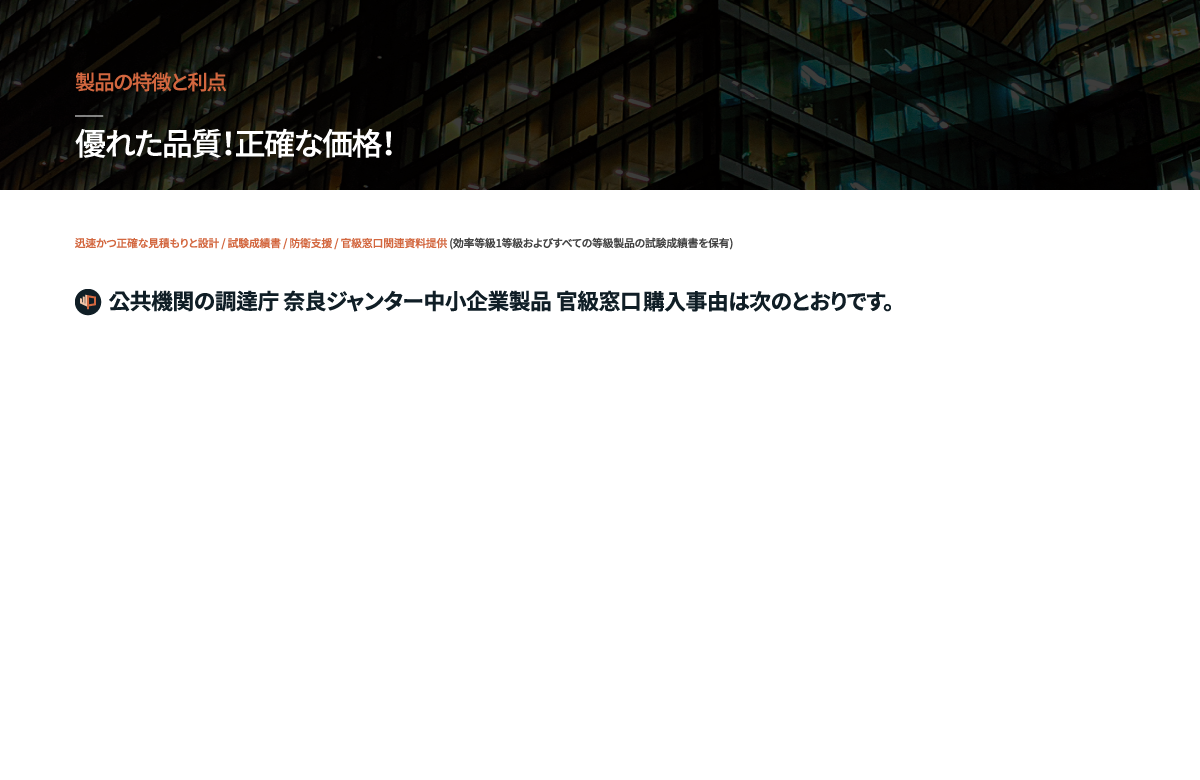 製品の特徴と利点
優れた品質！正確な価格！
迅速かつ正確な見積もりと設計 / 試験成績書 / 防衛支援 / 官級窓口関連資料提供 (効率等級1等級およびすべての等級製品の試験成績書を保有)
公共機関の調達庁 奈良ジャンター中小企業製品 官級窓口購入事由は次のとおりです。